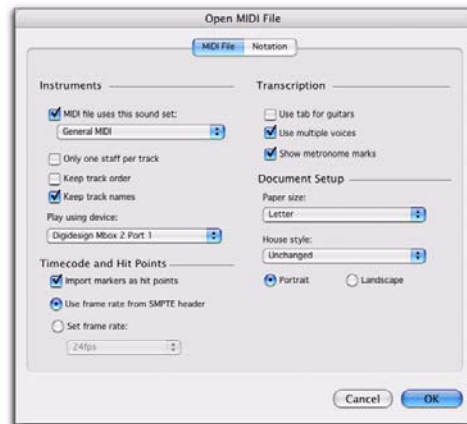 Open MIDI File
MIDI File Notation
Instruments
MIDI file uses this sound set:
General MIDI
Only one staff per track
Keep track order
Keep track names
Play using device:
Digidesign Mbox 2 Port 1
Timecode and Hit Points
Import markers as hit points
Use frame rate from SMPTE header
Set frame rate:
24fps
Transcription
Use tab for guitars
Use multiple voices
Show metronome marks
Document Setup
Paper size:
Letter
House style:
Unchanged
Portrait Landscape
Cancel OK